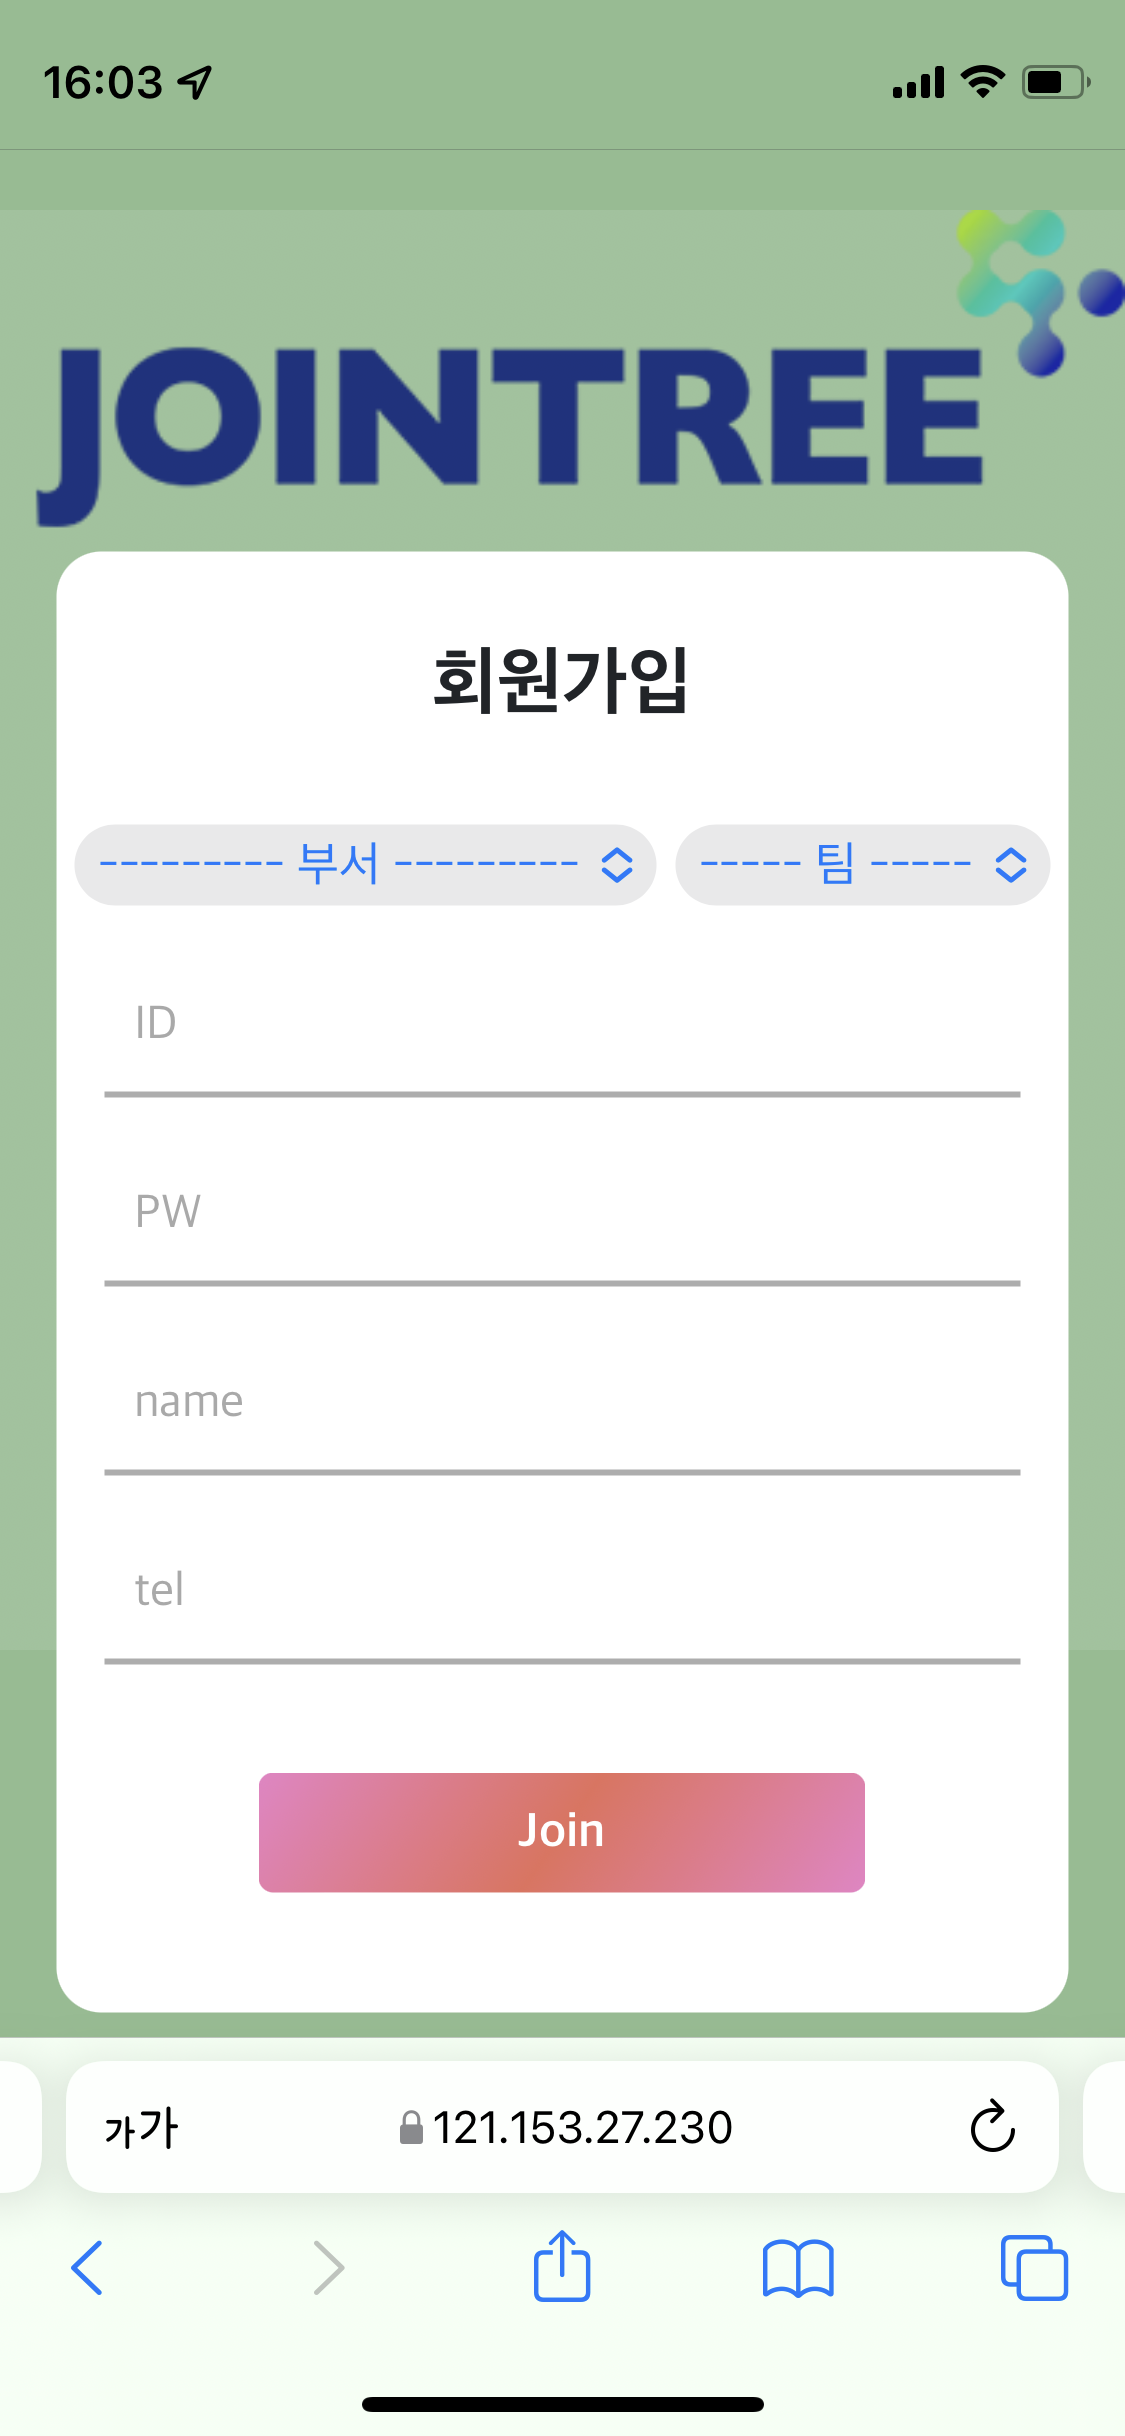 16:03
JOINTREE
회원가입
--------- 부서 ---------
----- 팀 -----
ID
PW
name
tel
Join
가가
121.153.27.230